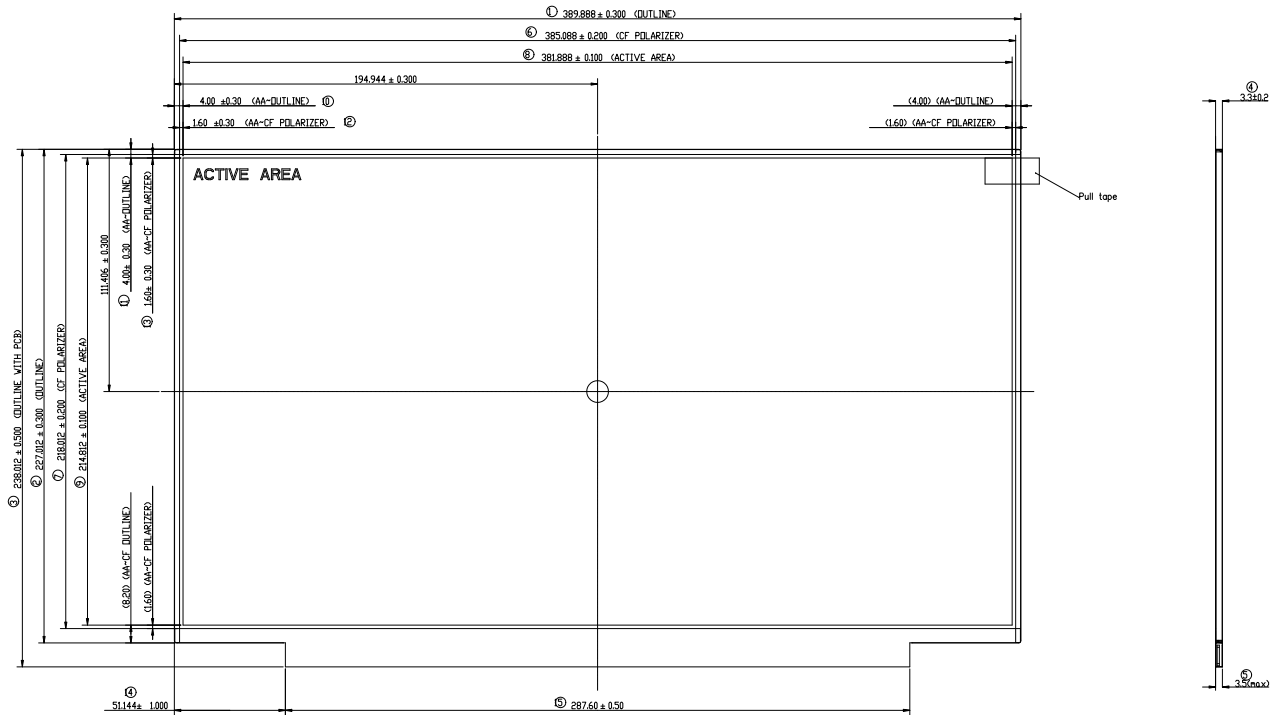 ① 389.888 ± 0.300 (OUTLINE)
⑥ 385.088 ± 0.200 (CF POLARIZER)
⑧ 381.888 ± 0.100 (ACTIVE AREA)
194.944 ± 0.300
4.00 ±0.30 (AA~OUTLINE) ⑩
(4.00) (AA~OUTLINE)
1.60 ±0.30 (AA~CF POLARIZER) ⑫
(1.60) (AA~CF POLARIZER)
④
3.3±0.2
ACTIVE AREA
Pull tape
③ 238.012 ± 0.500 (OUTLINE WITH PCB)
② 227.012 ± 0.300 (OUTLINE)
⑦ 218.012 ± 0.200 (CF POLARIZER)
⑨ 214.812 ± 0.100 (ACTIVE AREA)
111.406 ± 0.300
⑪ 4.00± 0.30 (AA~OUTLINE)
⑬ 1.60± 0.30 (AA~CF POLARIZER)
(8.20) (AA~CF OUTLINE)
(1.60) (AA~CF POLARIZER)
⑭
51.144± 1.000
⑮ 287.60 ± 0.50
⑤
3.5(max)